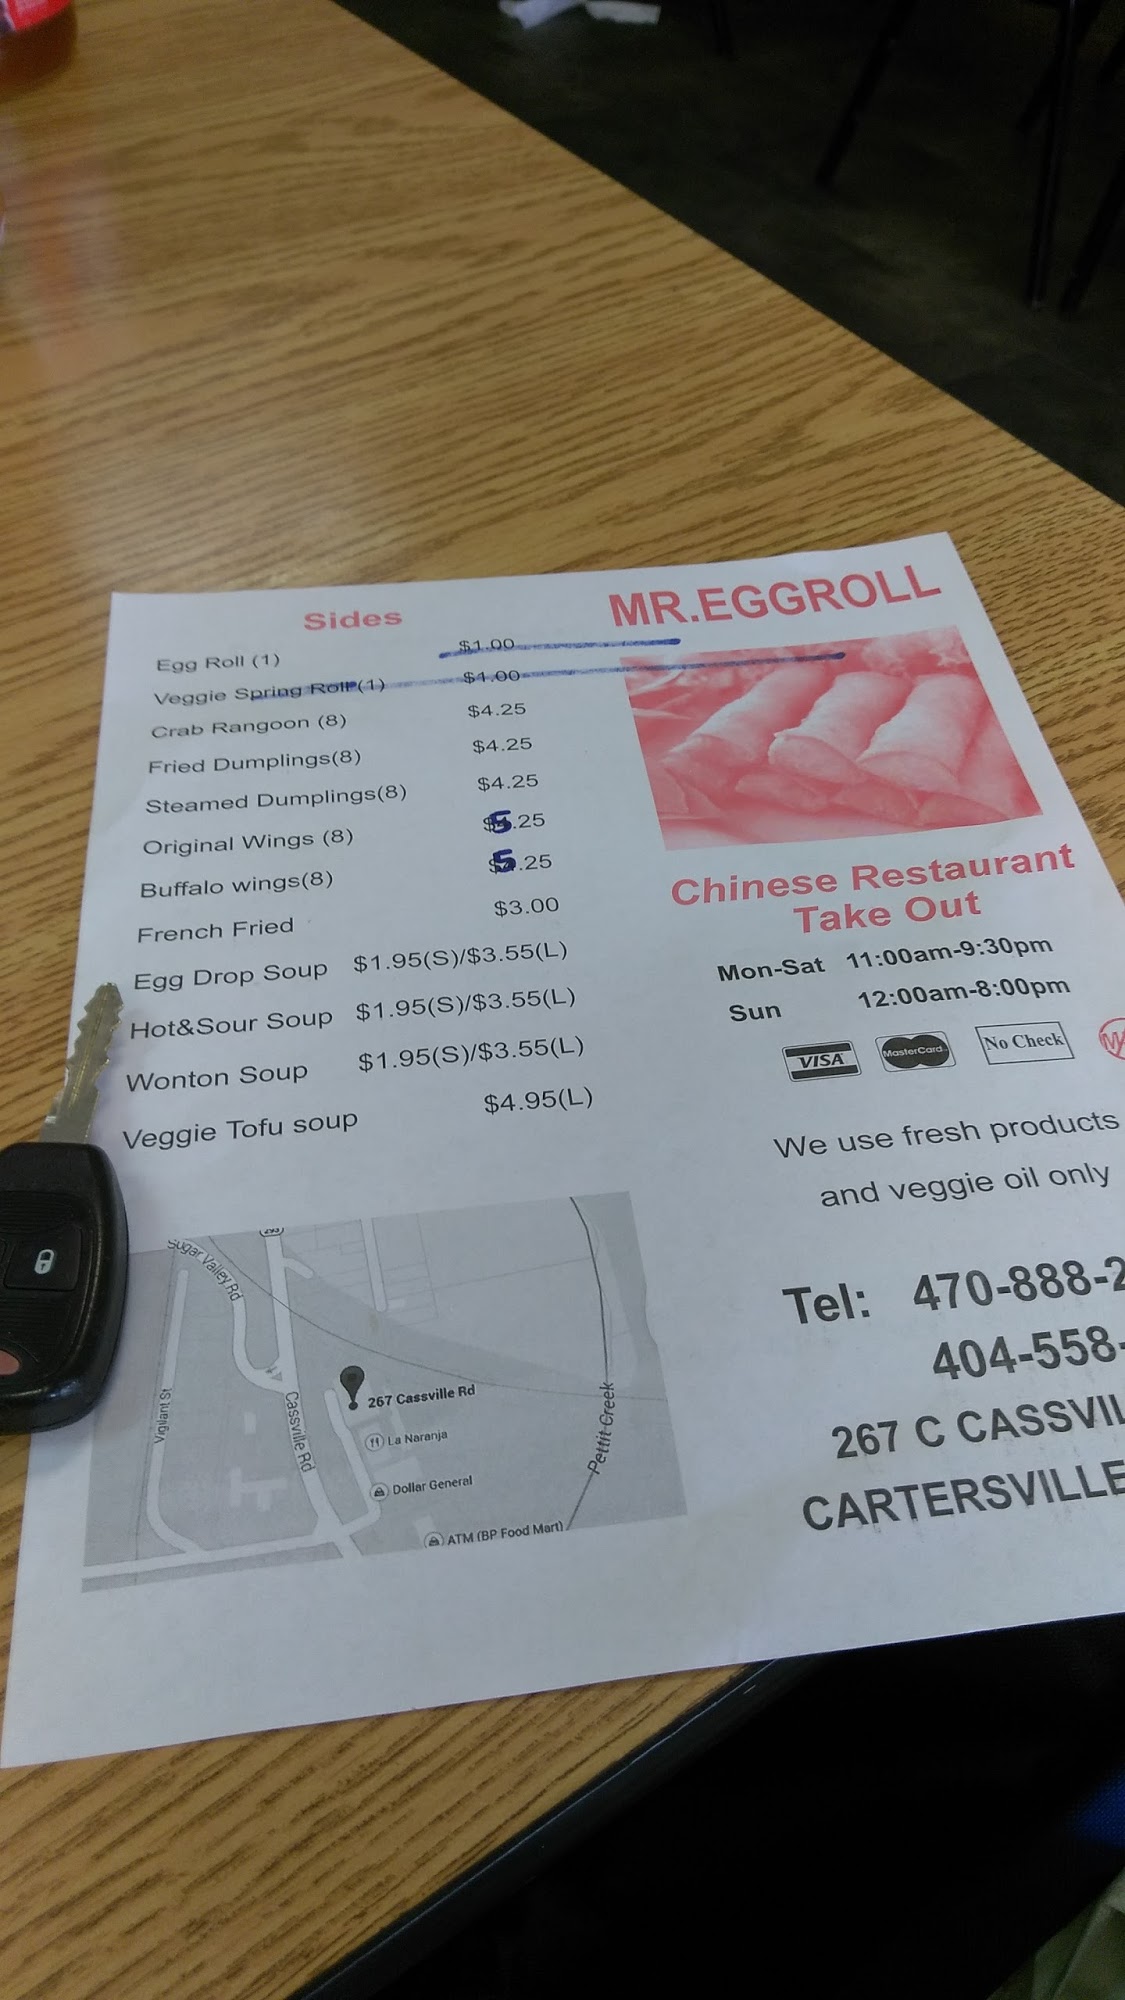 Sides
Egg Roll (1) $1.00
Veggie Spring Roll (1) $1.00
Crab Rangoon (8) $4.25
Fried Dumplings(8) $4.25
Steamed Dumplings(8) $4.25
Original Wings (8) $5.25
Buffalo wings(8) $5.25
French Fried $3.00
Egg Drop Soup $1.95(S)/$3.55(L)
Hot&Sour Soup $1.95(S)/$3.55(L)
Wonton Soup $1.95(S)/$3.55(L)
Veggie Tofu soup $4.95(L)
Sugar Valley Rd
Vigilant St
Cassville Rd
267 Cassville Rd
La Naranja
Dollar General
ATM (BP Food Mart)
Pettit Creek
MR.EGGROLL
Chinese Restaurant
Take Out
Mon-Sat 11:00am-9:30pm
Sun 12:00am-8:00pm
VISA MasterCard No Check
We use fresh products
and veggie oil only
Tel: 470-888-2
404-558-
267 C CASSVIL
CARTERSVILLE